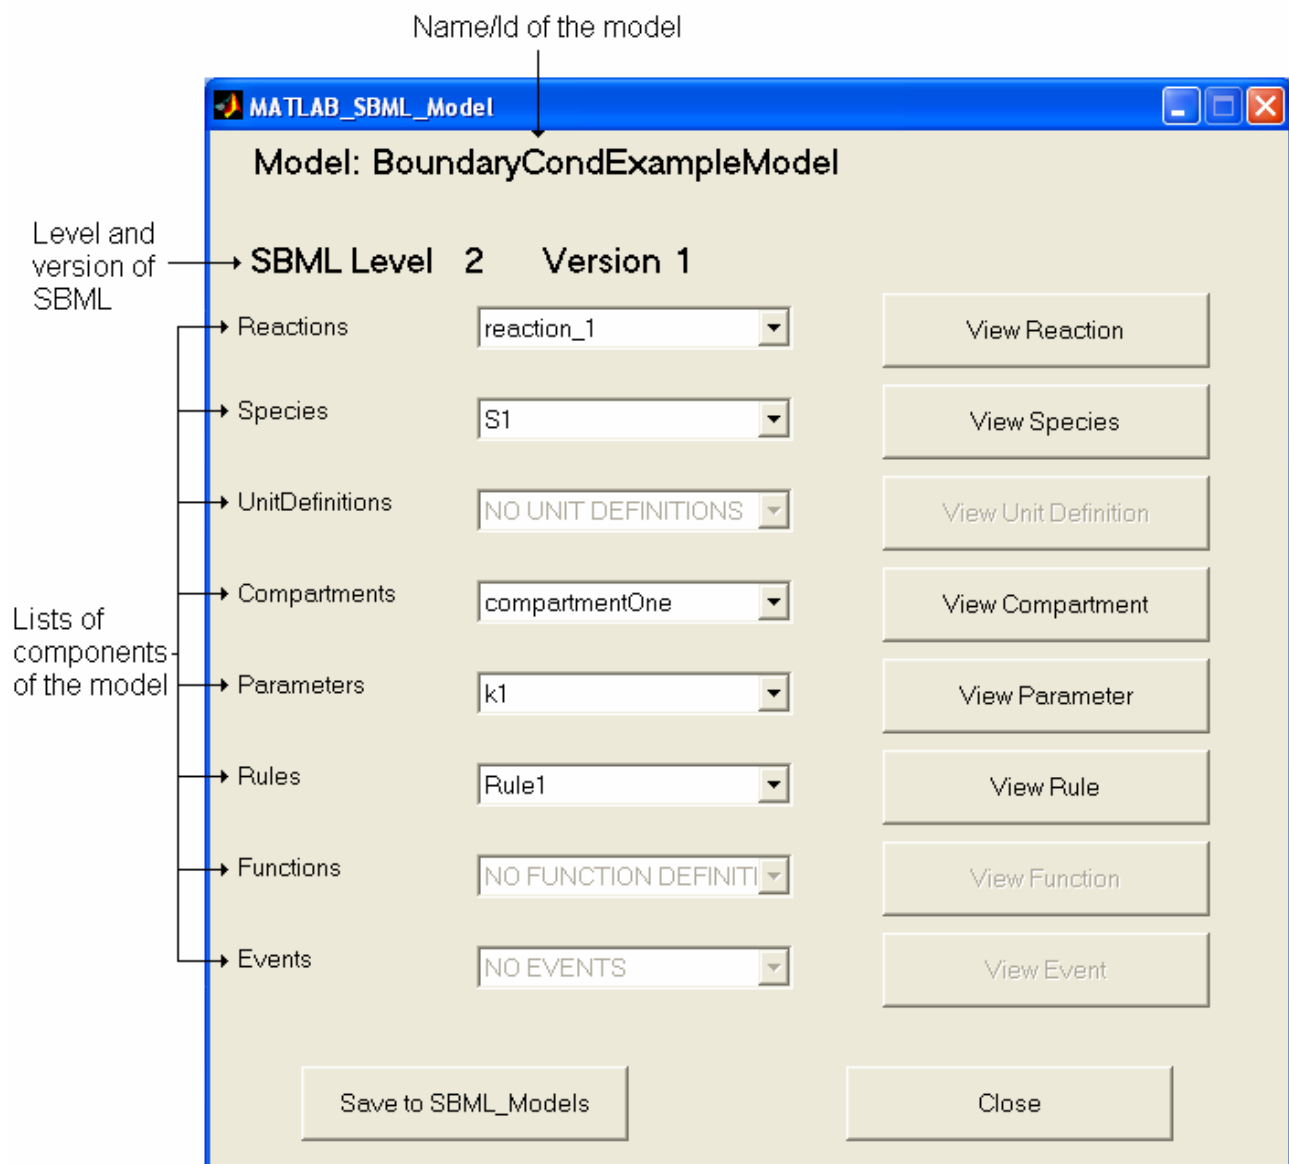 Name/Id of the model
MATLAB_SBML_Model
Model: BoundaryCondExampleModel
Level and
version of
SBML
SBML Level 2 Version 1
Reactions reaction_1 View Reaction
Species S1 View Species
UnitDefinitions NO UNIT DEFINITIONS View Unit Definition
Compartments compartmentOne View Compartment
Lists of
components
of the model
Parameters k1 View Parameter
Rules Rule1 View Rule
Functions NO FUNCTION DEFINITI View Function
Events NO EVENTS View Event
Save to SBML_Models Close